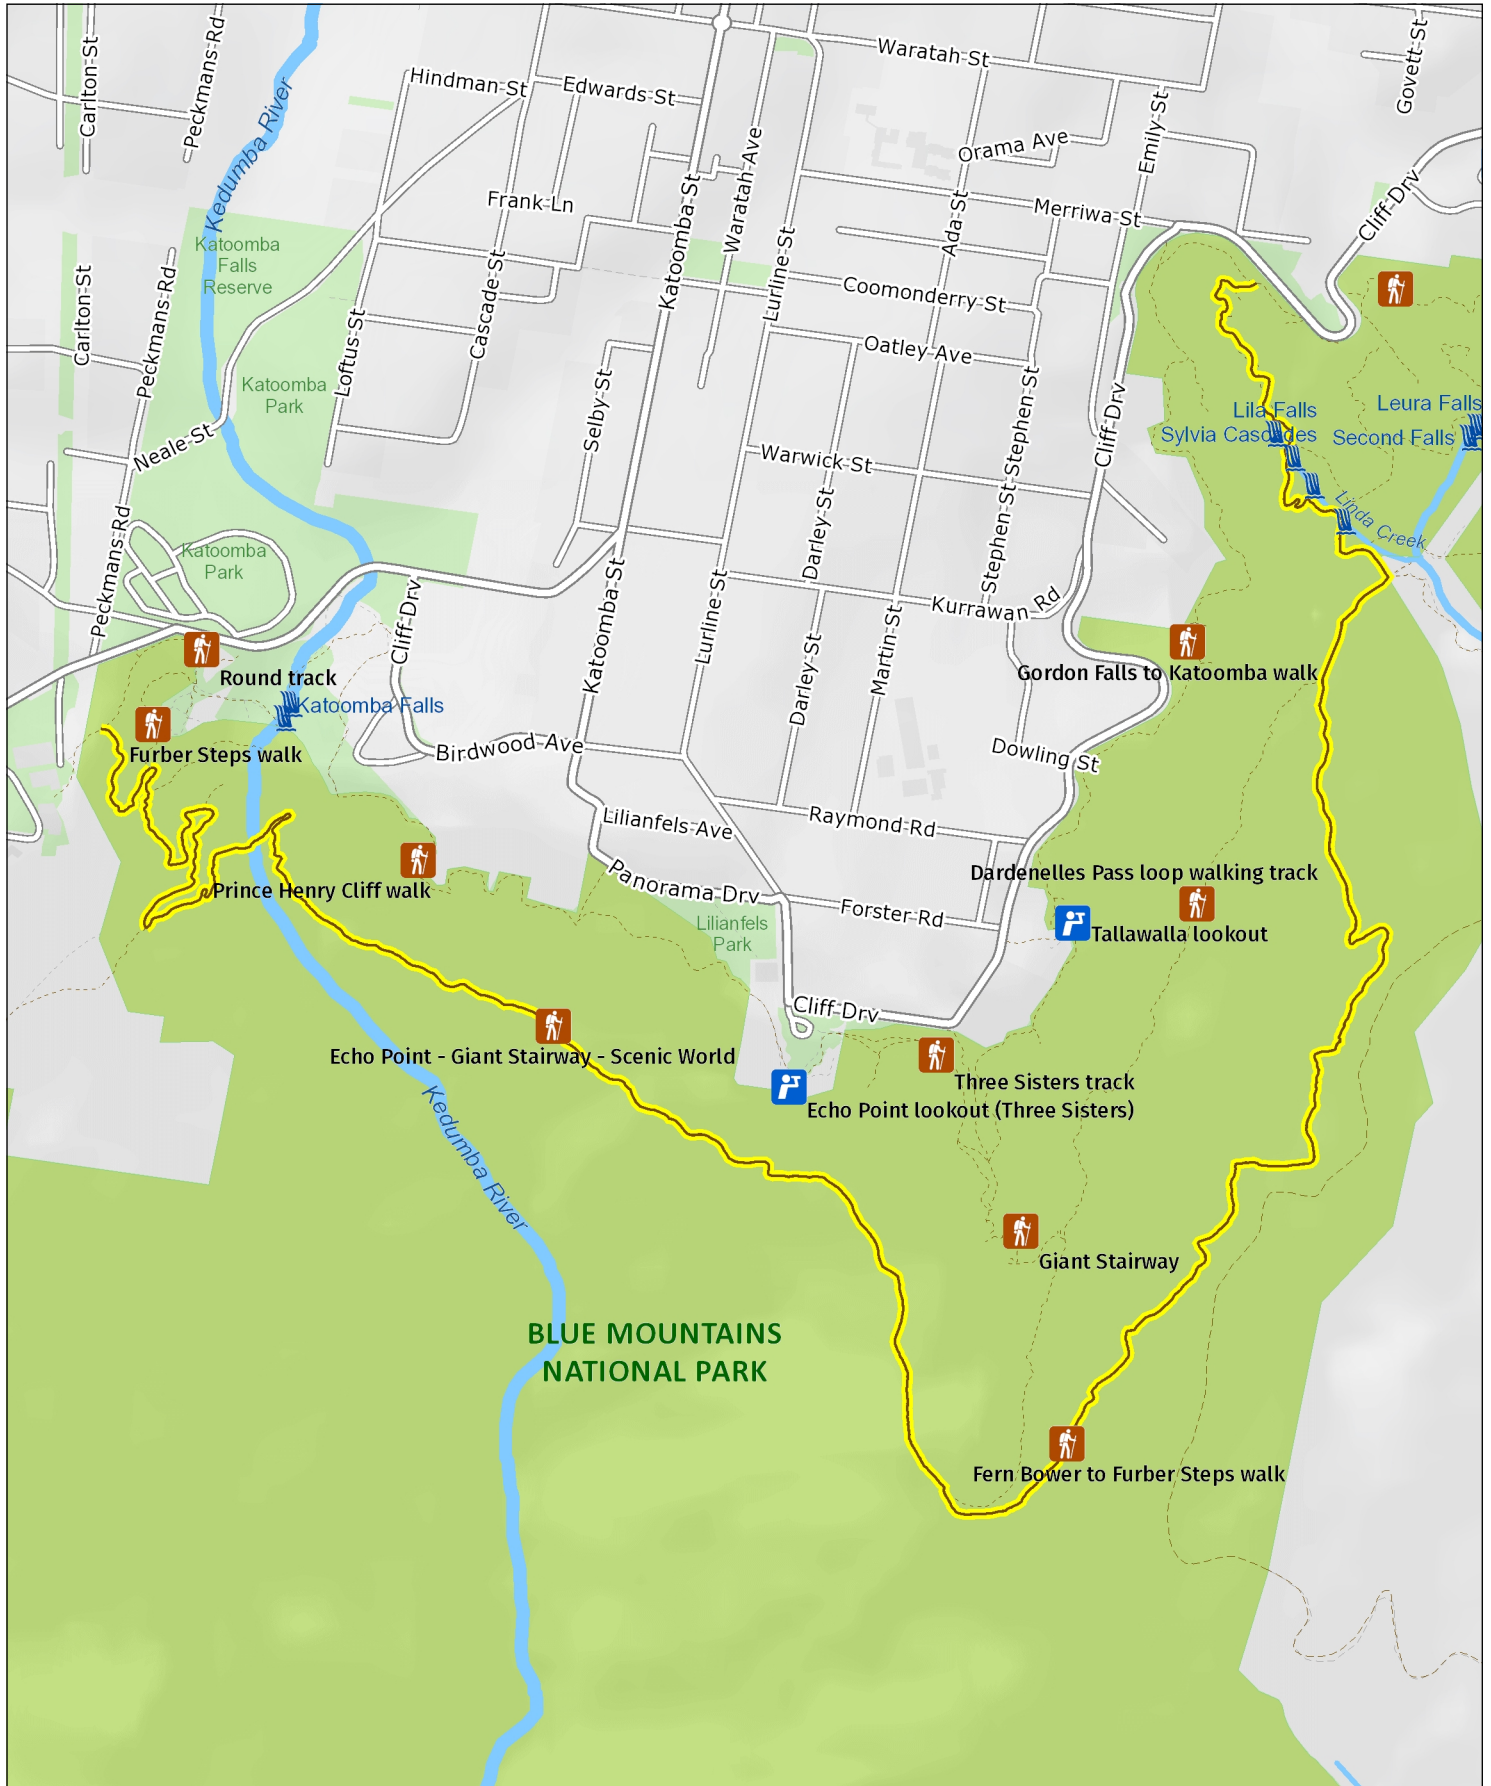 Carlton St
Peckmans Rd
Kedumba River
Hindman St
Edwards St
Waratah St
Govett St
Emily St
Orama Ave
Waratah Ave
Katoomba St
Frank Ln
Ada St
Merriwa St
Cliff Drv
Katoomba
Falls
Reserve
Carlton St
Peckmans Rd
Cascade St
Lurline St
Coomonderry St
Loftus St
Oatley Ave
Katoomba
Park
Selby St
Stephen St
Cliff Drv
Lila Falls
Sylvia Cascades
Leura Falls
Second Falls
Neale St
Warwick St
Linda Creek
Peckmans Rd
Darley St
Stephen St
Katoomba
Park
Cliff Drv
Katoomba St
Lurline St
Kurrawan Rd
Martin St
Darley St
Gordon Falls to Katoomba walk
Round track
Katoomba Falls
Furber Steps walk
Birdwood Ave
Dowling St
Lilianfels Ave
Raymond Rd
Prince Henry Cliff walk
Panorama Drv
Dardenelles Pass loop walking track
Forster Rd
Lilianfels
Park
Tallawalla lookout
Cliff Drv
Echo Point - Giant Stairway - Scenic World
Three Sisters track
Echo Point lookout (Three Sisters)
Kedumba River
Giant Stairway
BLUE MOUNTAINS
NATIONAL PARK
Fern Bower to Furber Steps walk